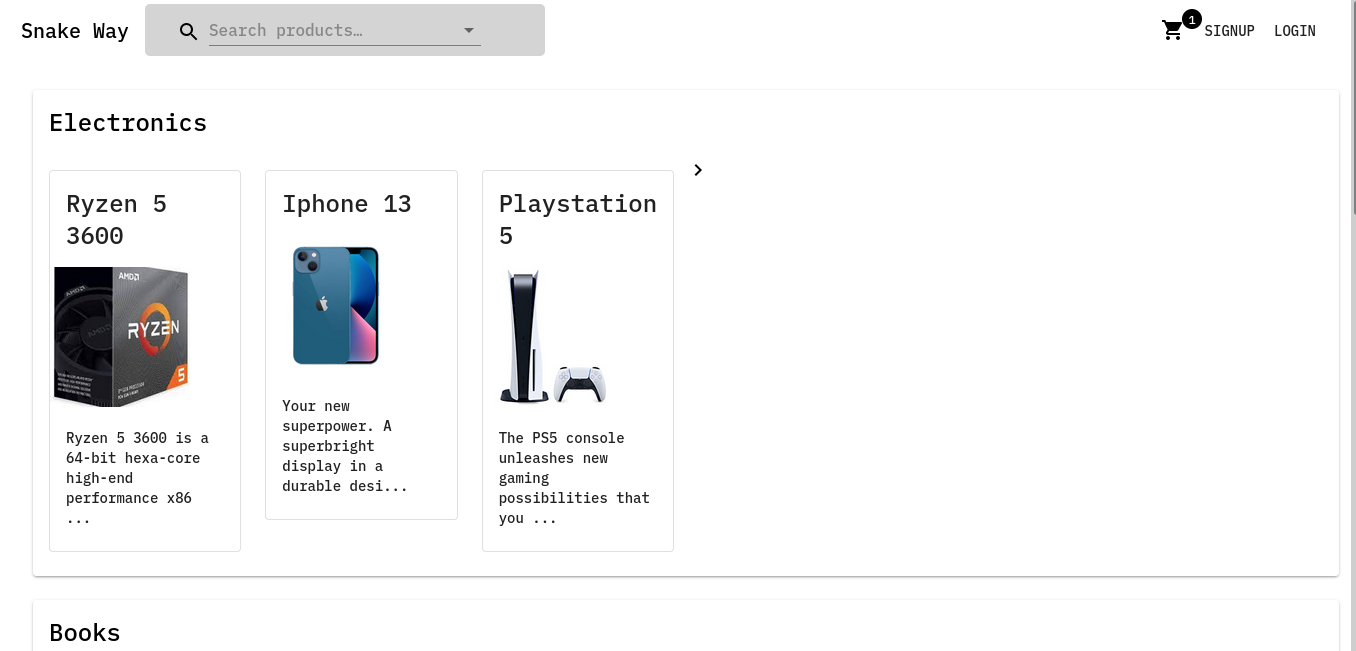 Snake Way
Search products…
1
SIGNUP
LOGIN
Electronics
Ryzen 5
3600
AMD
RYZEN
5
Ryzen 5 3600 is a
64-bit hexa-core
high-end
performance x86
...
Iphone 13
Your new
superpower. A
superbright
display in a
durable desi...
Playstation
5
The PS5 console
unleashes new
gaming
possibilities that
you ...
Books